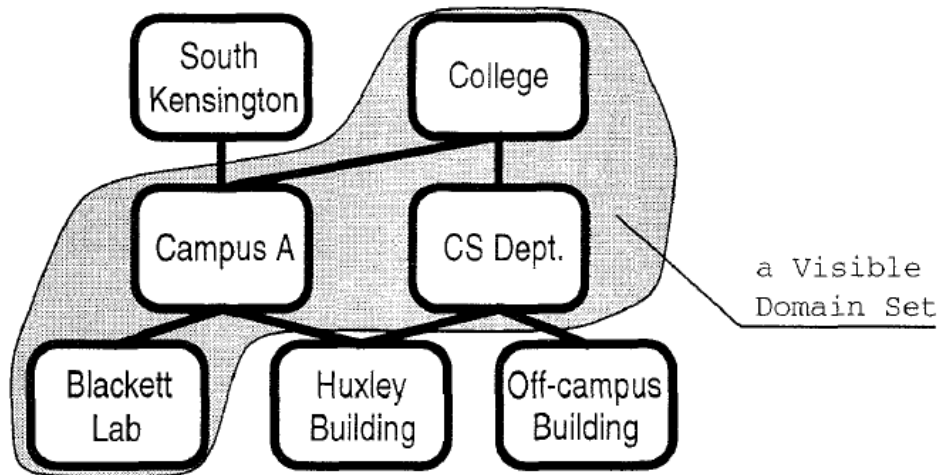 South
Kensington
College
Campus A
CS Dept.
a Visible
Domain Set
Blackett
Lab
Huxley
Building
Off-campus
Building